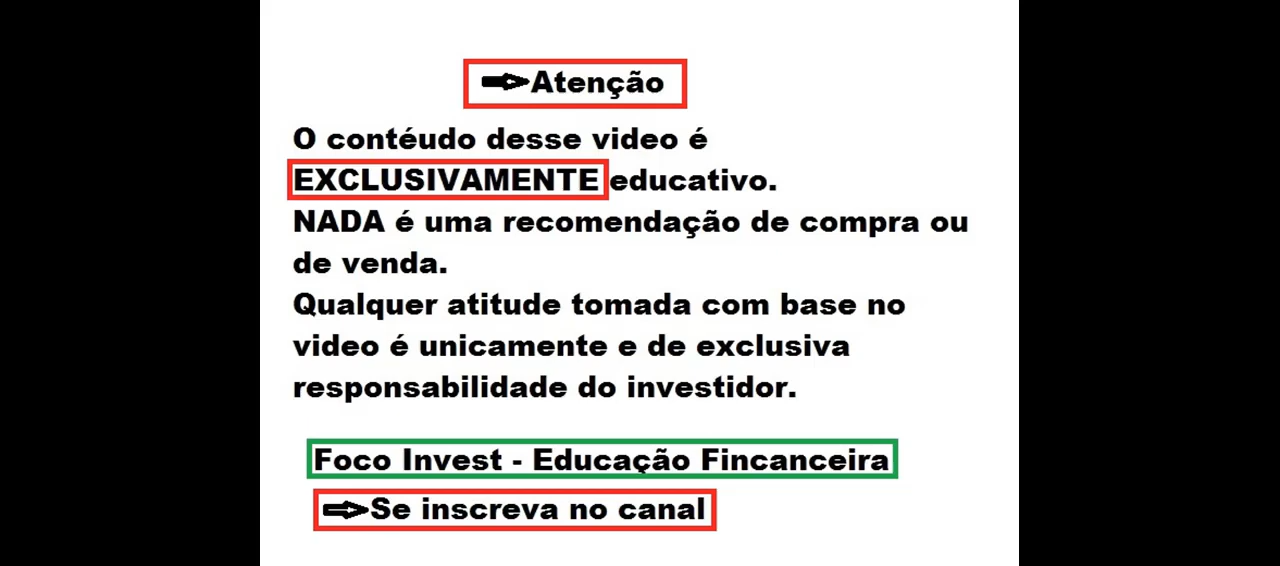 Atenção
O contéudo desse video é
EXCLUSIVAMENTE educativo.
NADA é uma recomendação de compra ou
de venda.
Qualquer atitude tomada com base no
video é unicamente e de exclusiva
responsabilidade do investidor.
Foco Invest - Educação Fincanceira
Se inscreva no canal